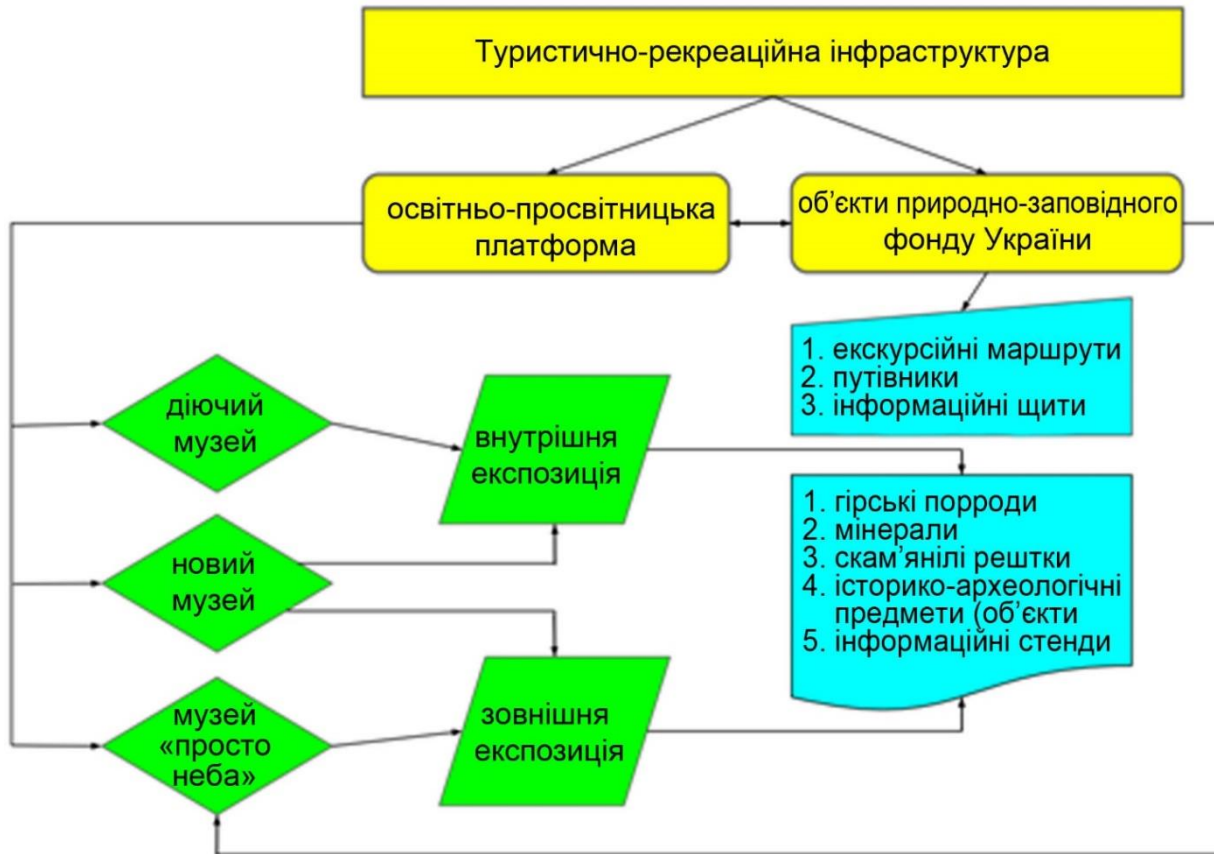 Туристично-рекреаційна інфраструктура
освітньо-просвітницька
платформа
об’єкти природно-заповідного
фонду України
1. екскурсійні маршрути
2. путівники
3. інформаційні щити
діючий
музей
внутрішня
експозиція
1. гірські порроди
2. мінерали
3. скам’янілі рештки
4. історико-археологічні
предмети (об’єкти
5. інформаційні стенди
новий
музей
музей
«просто
неба»
зовнішня
експозиція